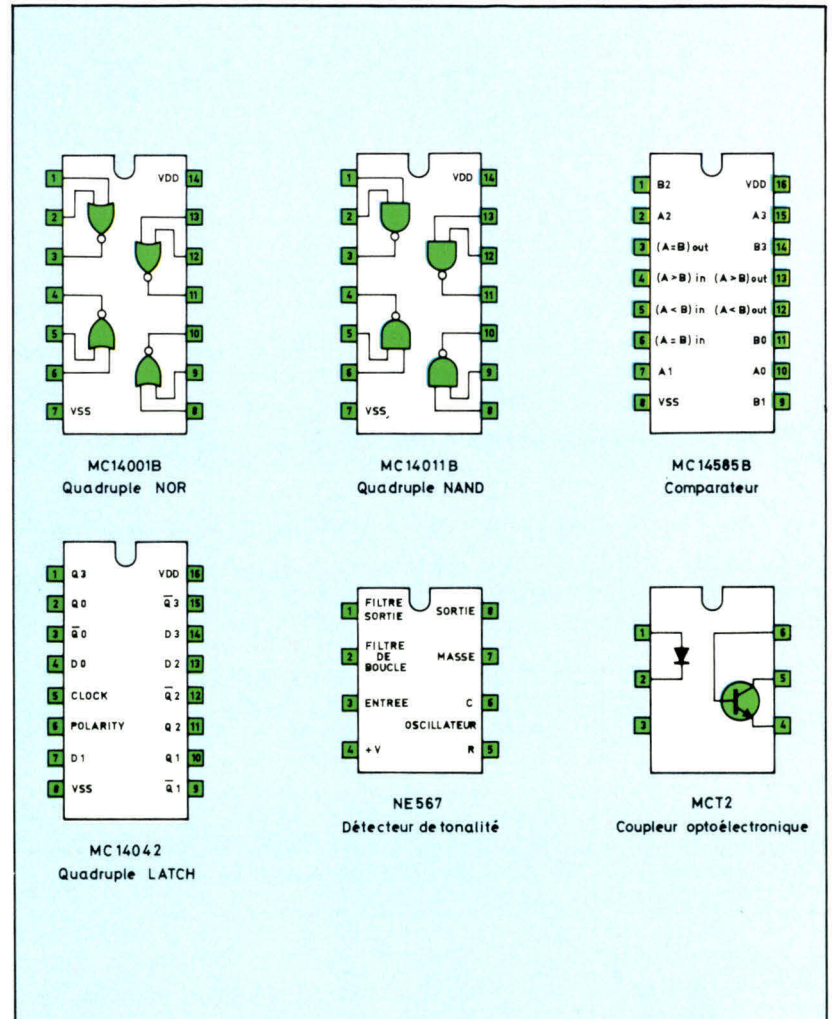 1 VDD 14
2 13
3 12
4 11
5 10
6 9
7 VSS 8
MC14001B
Quadruple NOR
1 VDD 14
2 13
3 12
4 11
5 10
6 9
7 VSS 8
MC14011B
Quadruple NAND
1 B2 VDD 16
2 A2 A3 15
3 (A=B)out B3 14
4 (A>B) in (A>B)out 13
5 (A<B) in (A<B)out 12
6 (A=B) in B0 11
7 A1 A0 10
8 VSS B1 9
MC14585B
Comparateur
1 Q3 VDD 16
2 Q0 Q̅3 15
3 Q̅0 D3 14
4 D0 D2 13
5 CLOCK Q̅2 12
6 POLARITY Q2 11
7 D1 Q1 10
8 VSS Q̅1 9
MC14042
Quadruple LATCH
1 FILTRE SORTIE SORTIE 8
2 FILTRE DE BOUCLE MASSE 7
3 ENTREE C 6
OSCILLATEUR
4 +V R 5
NE567
Détecteur de tonalité
1 6
2 5
3 4
MCT2
Coupleur optoélectronique